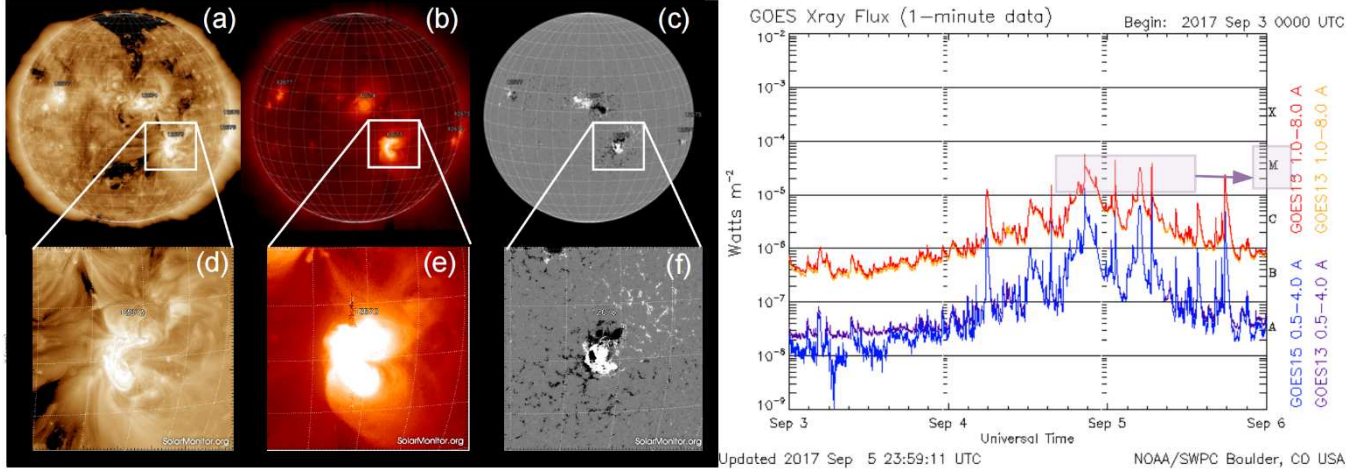 (a)
(b)
(c)
(d)
(e)
(f)
12677
12674
12673
SolarMonitor.org
SolarMonitor.org
SolarMonitor.org
GOES Xray Flux (1-minute data)
Begin: 2017 Sep 3 0000 UTC
Watts m⁻²
10⁻²
10⁻³
10⁻⁴
10⁻⁵
10⁻⁶
10⁻⁷
10⁻⁸
10⁻⁹
X
M
C
B
A
GOES13 1.0-8.0 A
GOES15 0.5-4.0 A
GOES13 1.0-8.0 A
GOES13 0.5-4.0 A
Sep 3
Sep 4
Sep 5
Sep 6
Universal Time
Updated 2017 Sep 5 23:59:11 UTC
NOAA/SWPC Boulder, CO USA